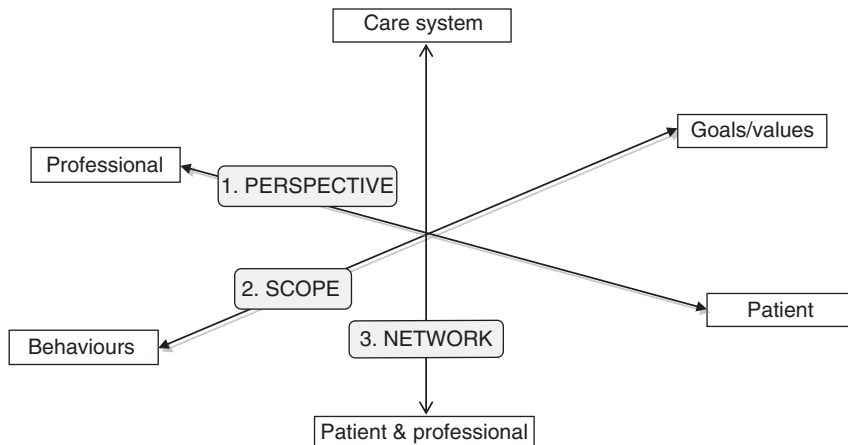 Care system
Goals/values
Professional
1. PERSPECTIVE
2. SCOPE
Patient
3. NETWORK
Behaviours
Patient & professional